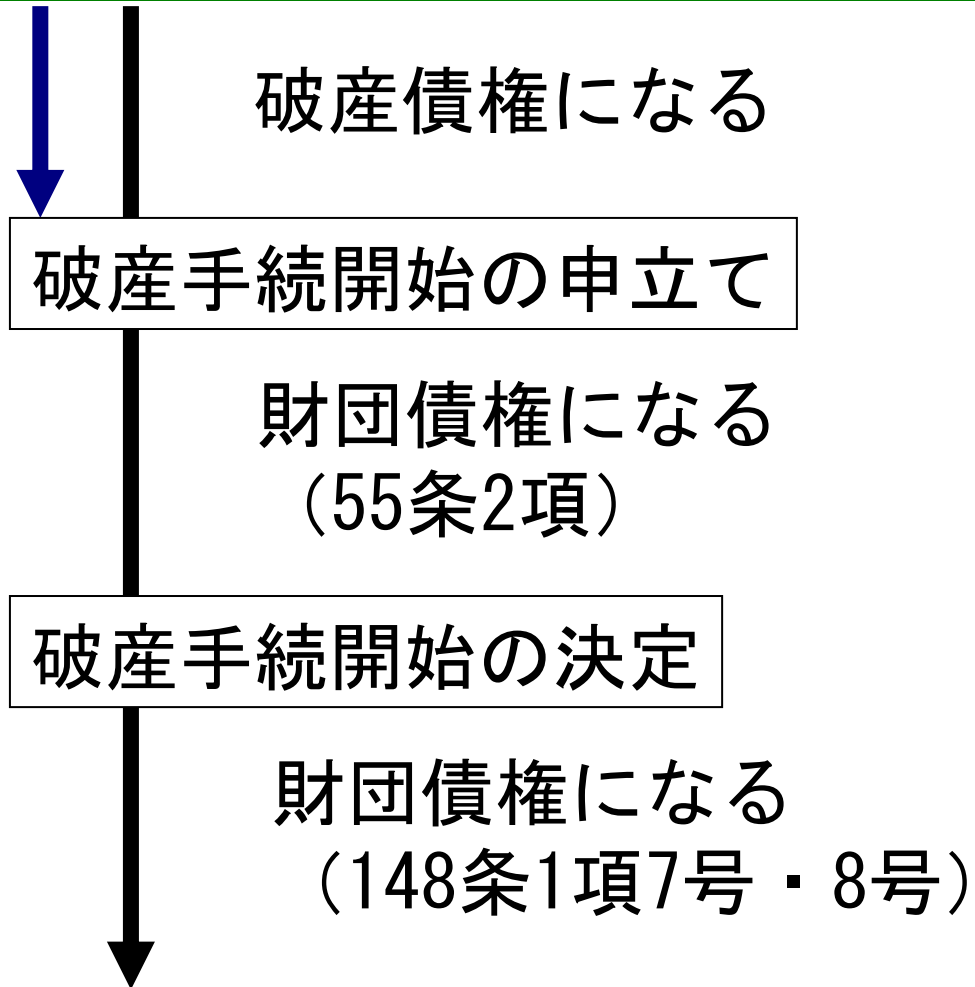 破産債権になる
破産手続開始の申立て
財団債権になる
（55条2項）
破産手続開始の決定
財団債権になる
（148条1項7号・8号）